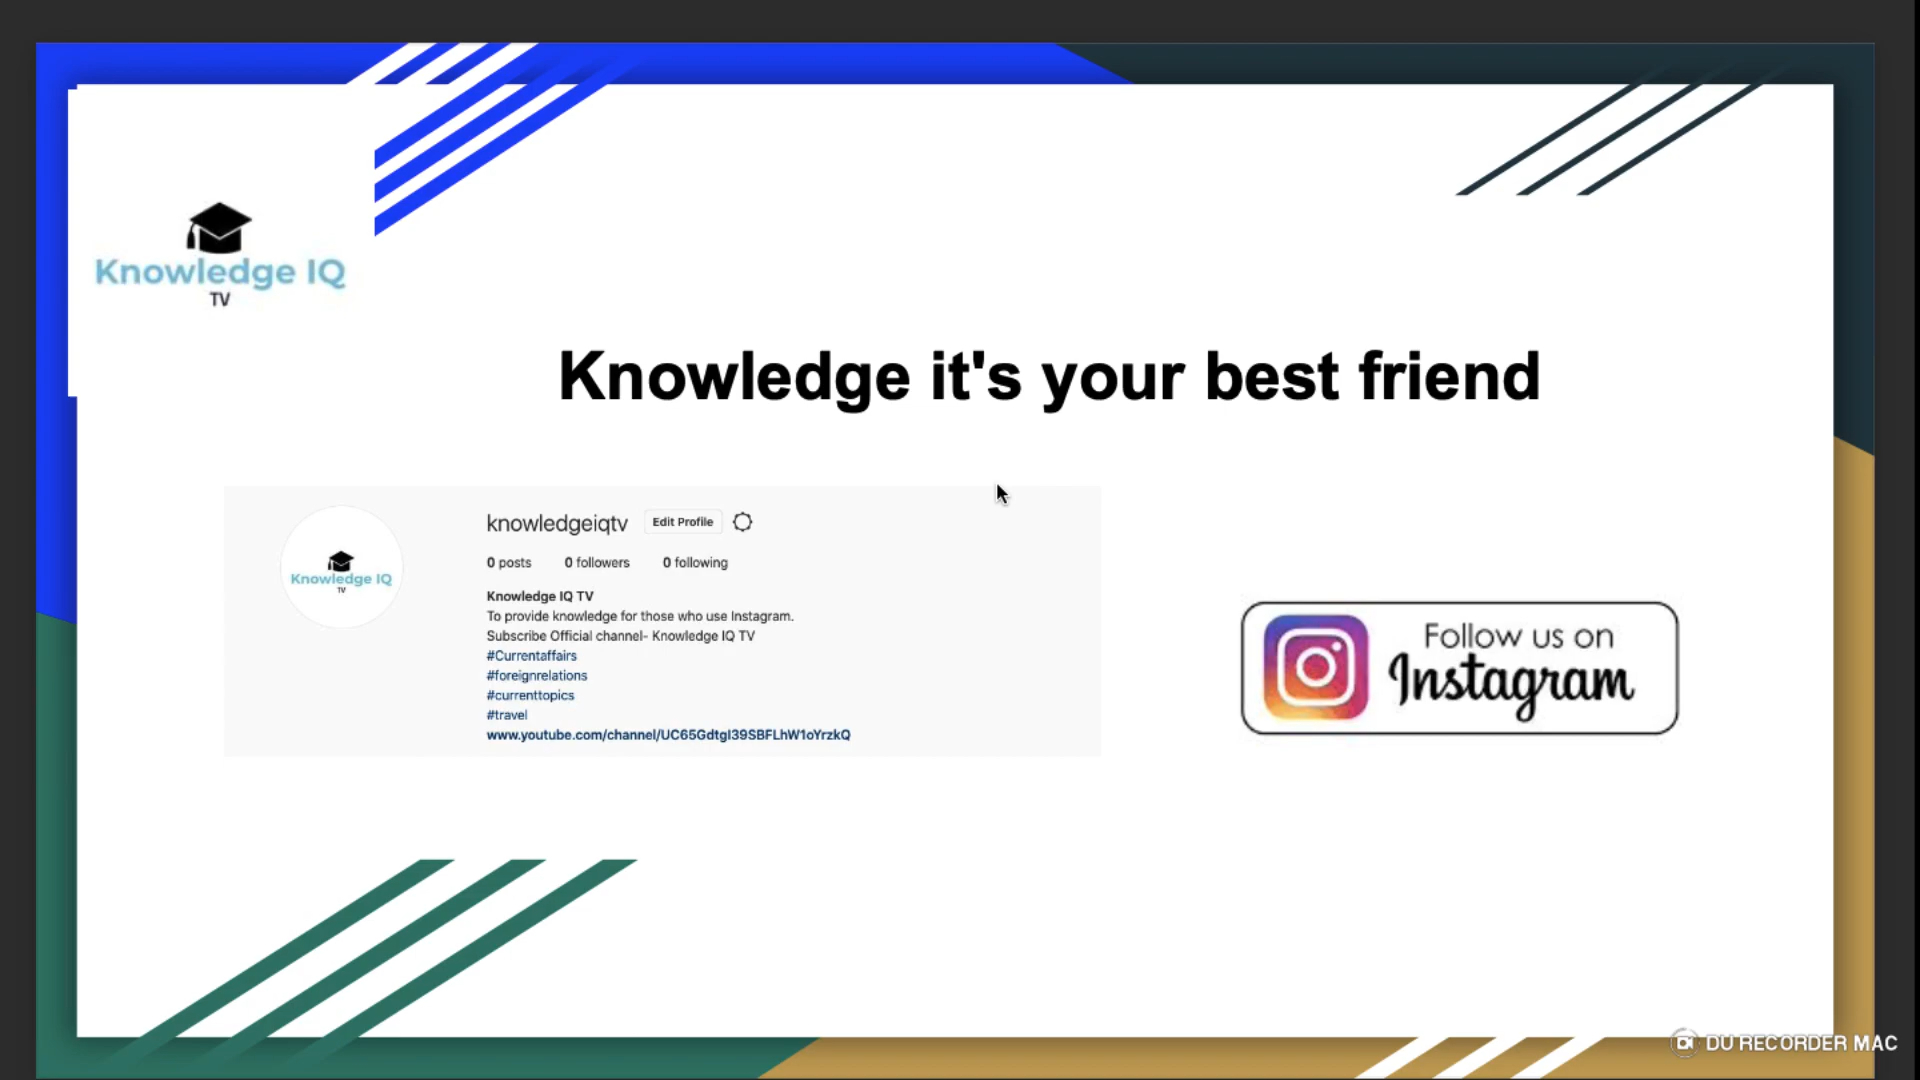 Knowledge IQ
TV
Knowledge it's your best friend
Knowledge IQ
TV
knowledgeiqtv Edit Profile
0 posts 0 followers 0 following
Knowledge IQ TV
To provide knowledge for those who use Instagram.
Subscribe Official channel- Knowledge IQ TV
#Currentaffairs
#foreignrelations
#currenttopics
#travel
www.youtube.com/channel/UC65Gdtgl39SBFLhW1oYrzkQ
Follow us on
Instagram
DU RECORDER MAC